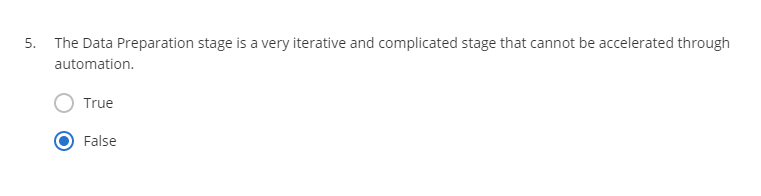 5. The Data Preparation stage is a very iterative and complicated stage that cannot be accelerated through
automation.
True
False